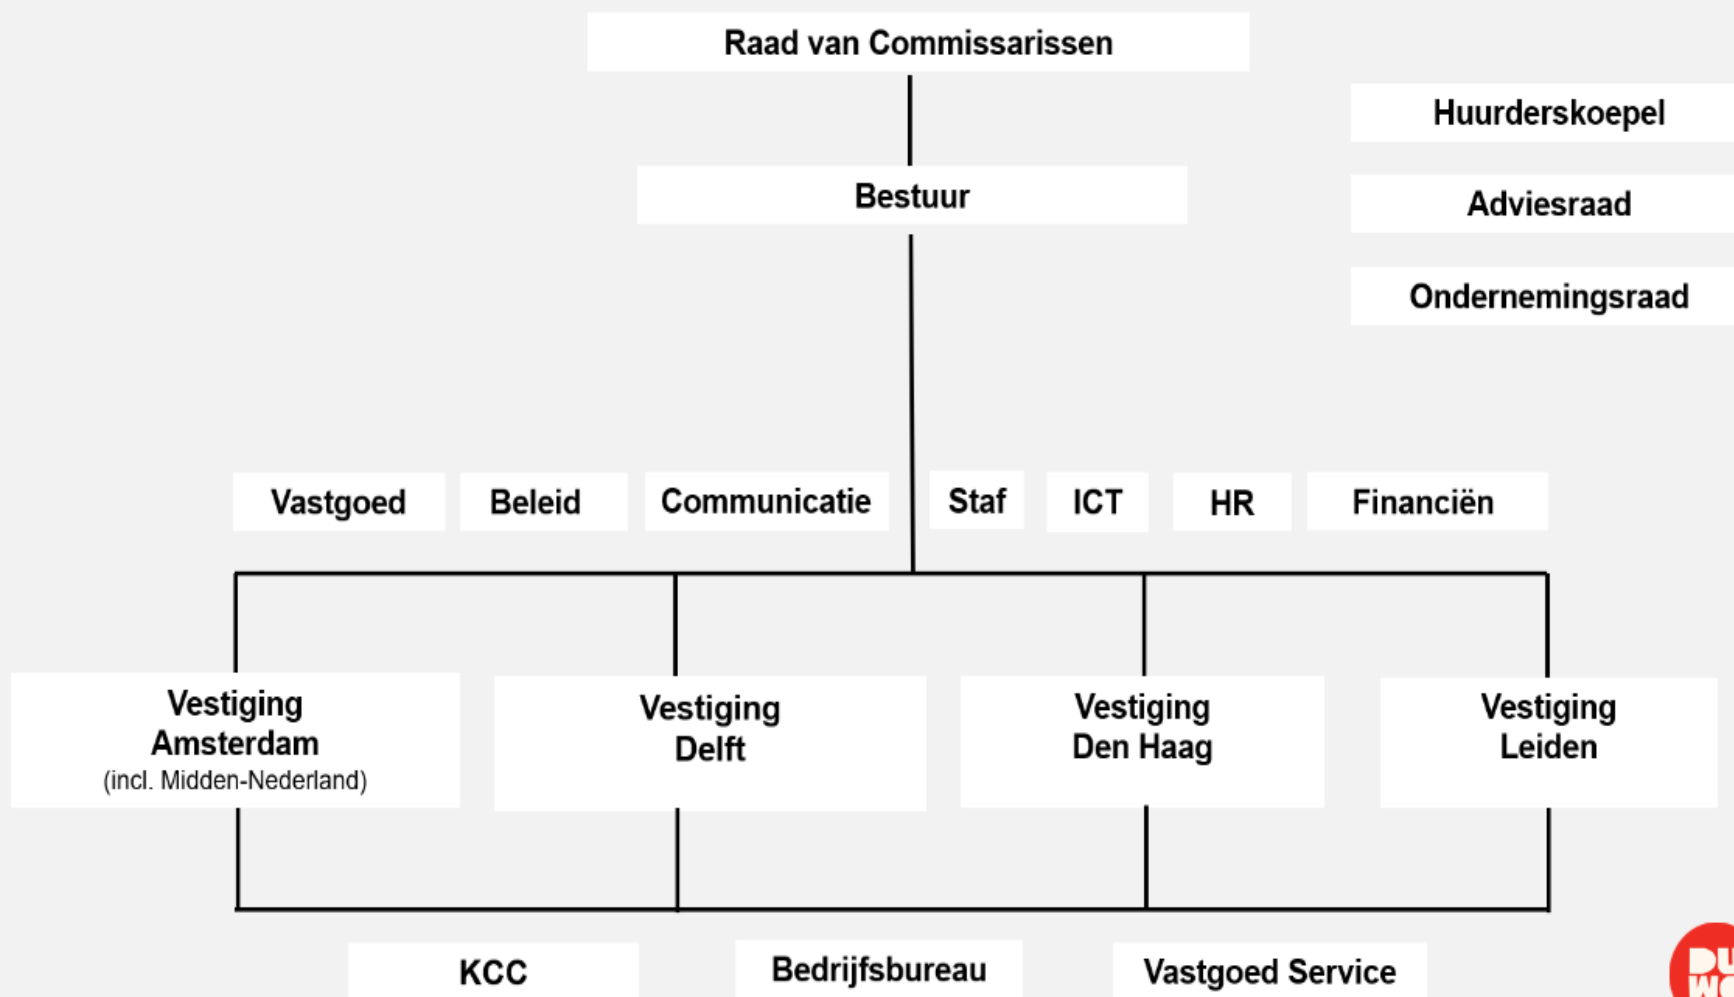 Raad van Commissarissen
Huurderskoepel
Bestuur
Adviesraad
Ondernemingsraad
Vastgoed
Beleid
Communicatie
Staf
ICT
HR
Financiën
Vestiging
Amsterdam
(incl. Midden-Nederland)
Vestiging
Delft
Vestiging
Den Haag
Vestiging
Leiden
KCC
Bedrijfsbureau
Vastgoed Service